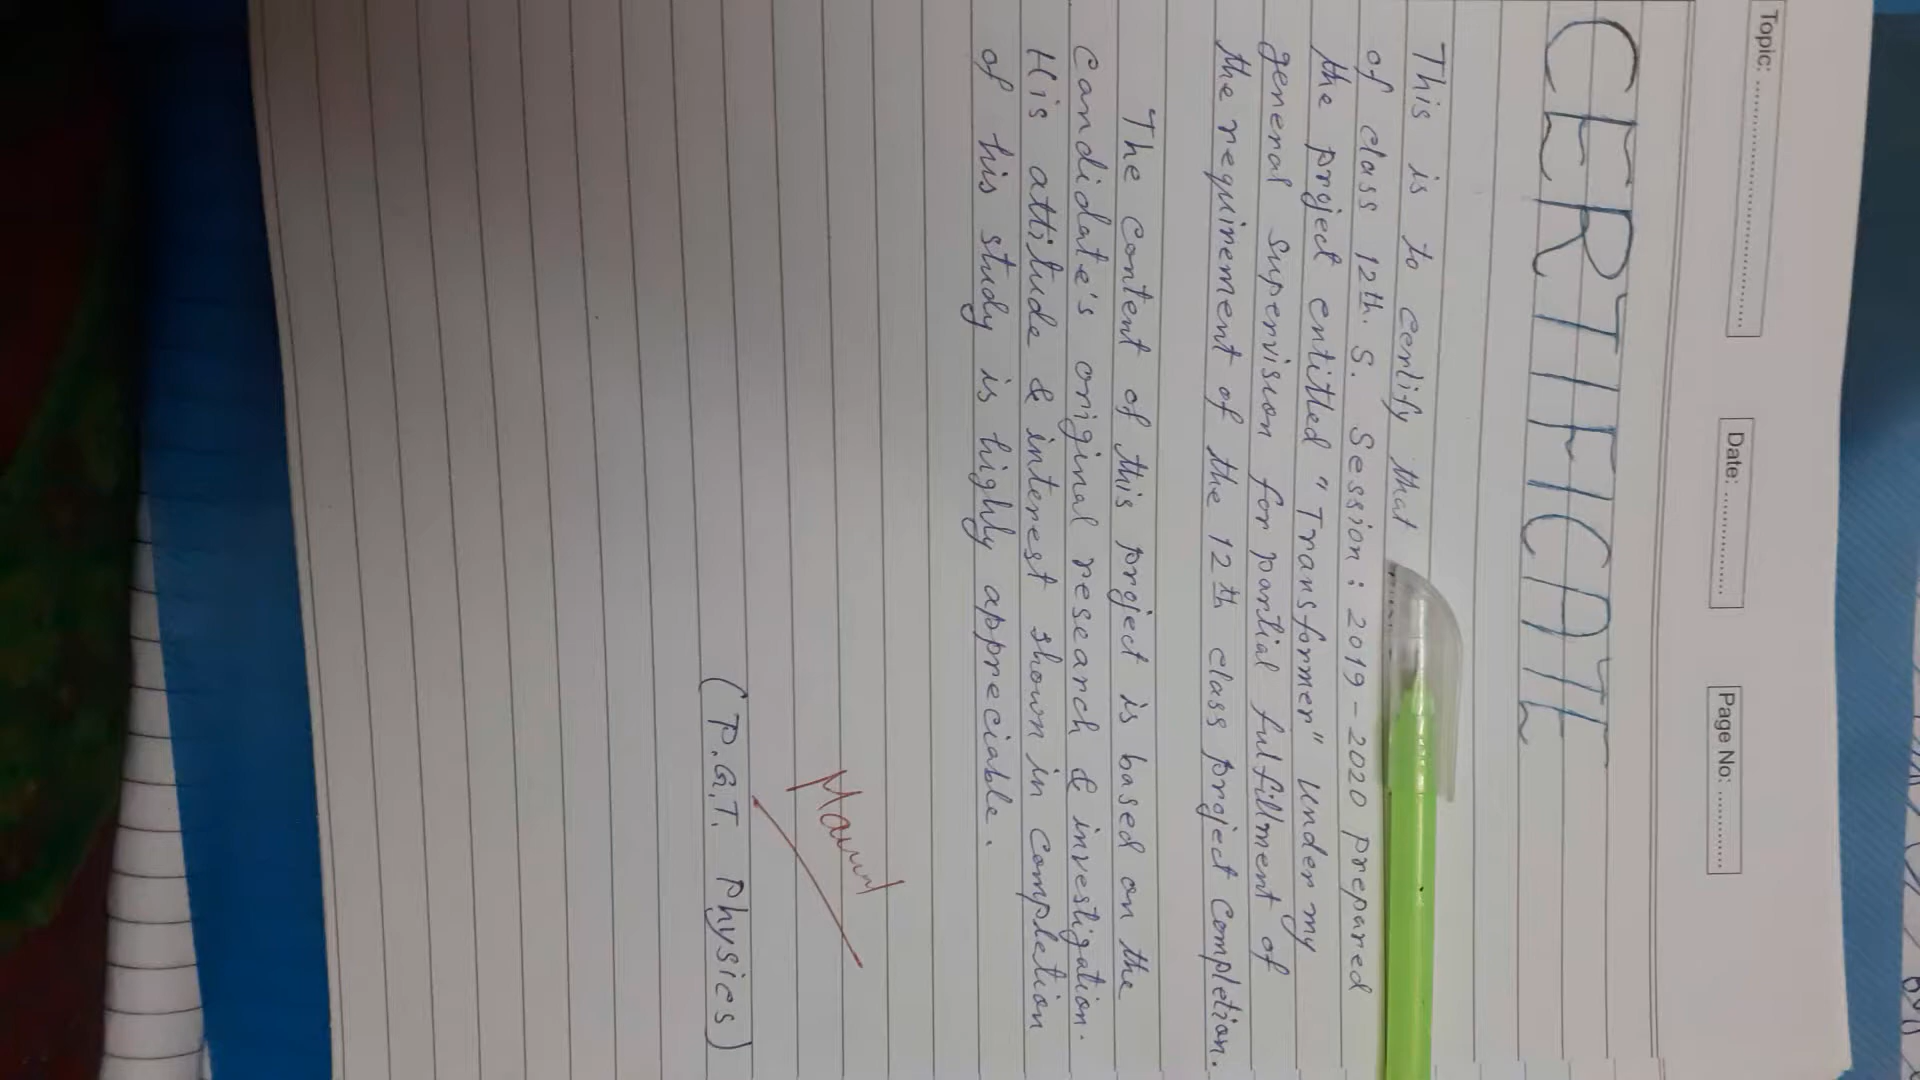 Topic: ........................ Date: ................ Page No: ............
CERTIFICATE
This is to certify that
of class 12th. S. Session : 2019-2020 prepared
the project entitled "Transformer" under my
general supervision for partial fulfillment of
the requirement of the 12th class project completion.
The content of this project is based on the
candidate's original research & investigation.
His attitude & interest shown in completion
of his study is highly appreciable.
(P.G.T. Physics)